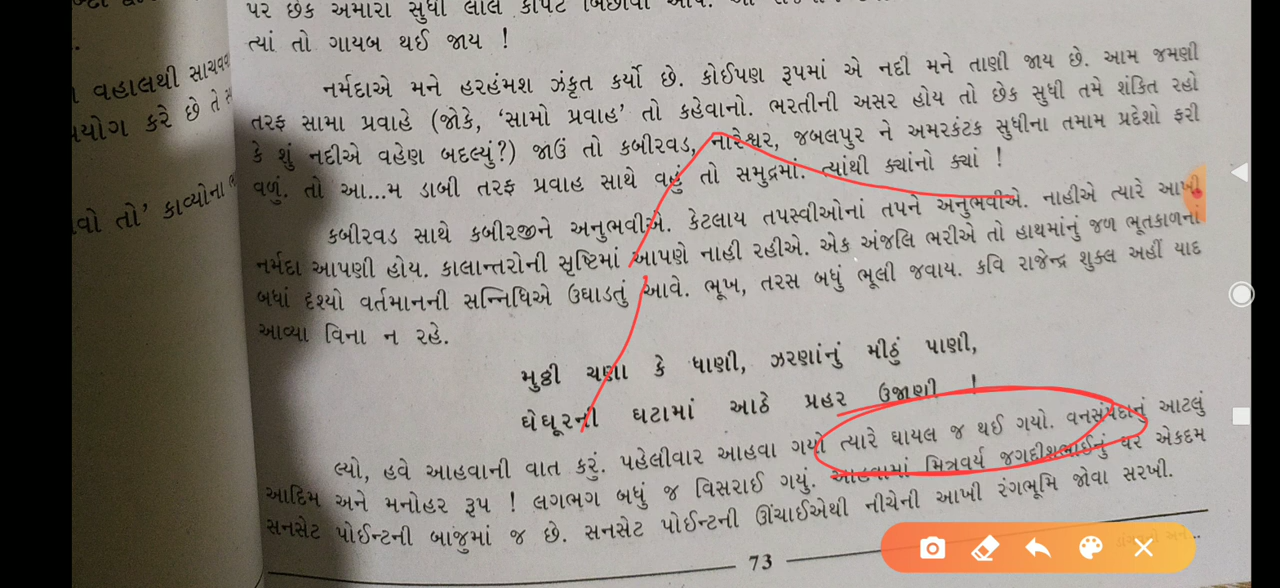 વહાલથી સાચવવ
યોગ કરે છે તે સ
વો તો' કાવ્યોના
પર છેક અમારા સુધી લાલ
ત્યાં તો ગાયબ થઈ જાય !
નર્મદાએ મને હરહંમશ ઝંકૃત કર્યો છે. કોઈપણ રૂપમાં એ નદી મને તાણી જાય છે. આમ જમણી
તરફ સામા પ્રવાહે (જોકે, ‘સામો પ્રવાહ’ તો કહેવાનો. ભરતીની અસર હોય તો છેક સુધી તમે શંકિત રહો
કે શું નદીએ વહેણ બદલ્યું?) જાઉં તો કબીરવડ, નારેશ્વર, જબલપુર ને અમરકંટક સુધીના તમામ પ્રદેશો ફરી
વળું. તો આ...મ ડાબી તરફ પ્રવાહ સાથે વહું તો સમુદ્રમાં. ત્યાંથી ક્યાંનો ક્યાં !
કબીરવડ સાથે કબીરજીને અનુભવીએ. કેટલાય તપસ્વીઓનાં તપને અનુભવીએ. નાહીએ ત્યારે આખી
નર્મદા આપણી હોય. કાલાન્તરોની સૃષ્ટિમાં આપણે નાહી રહીએ. એક અંજલિ ભરીએ તો હાથમાંનું જળ ભૂતકાળનાં
બધાં દૃશ્યો વર્તમાનની સન્નિધિએ ઉઘાડતું આવે. ભૂખ, તરસ બધું ભૂલી જવાય. કવિ રાજેન્દ્ર શુક્લ અહીં યાદ
આવ્યા વિના ન રહે.
મુઠ્ઠી ચણા કે ધાણી, ઝરણાંનું મીઠું પાણી,
ઘેઘૂરની ઘટામાં આઠે પ્રહર ઉજાણી !
લ્યો, હવે આહવાની વાત કરું. પહેલીવાર આહવા ગયો ત્યારે ઘાયલ જ થઈ ગયો. વનસંપદાનું આટલું
આદિમ અને મનોહર રૂપ ! લગભગ બધું જ વિસરાઈ ગયું. આહવામાં મિત્રવર્ય જગદીશભાઈનું ઘર એકદમ
સનસેટ પોઈન્ટની બાજુમાં જ છે. સનસેટ પોઈન્ટની ઊંચાઈએથી નીચેની આખી રંગભૂમિ જોવા સરખી.
73